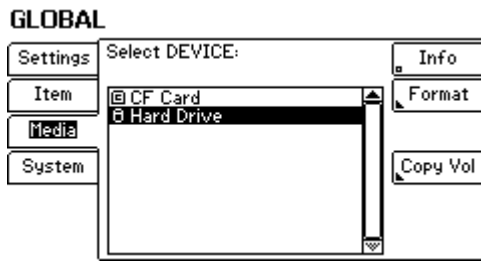 GLOBAL
Settings
Select DEVICE:
Info
Item
CF Card
Format
Hard Drive
Media
System
Copy Vol